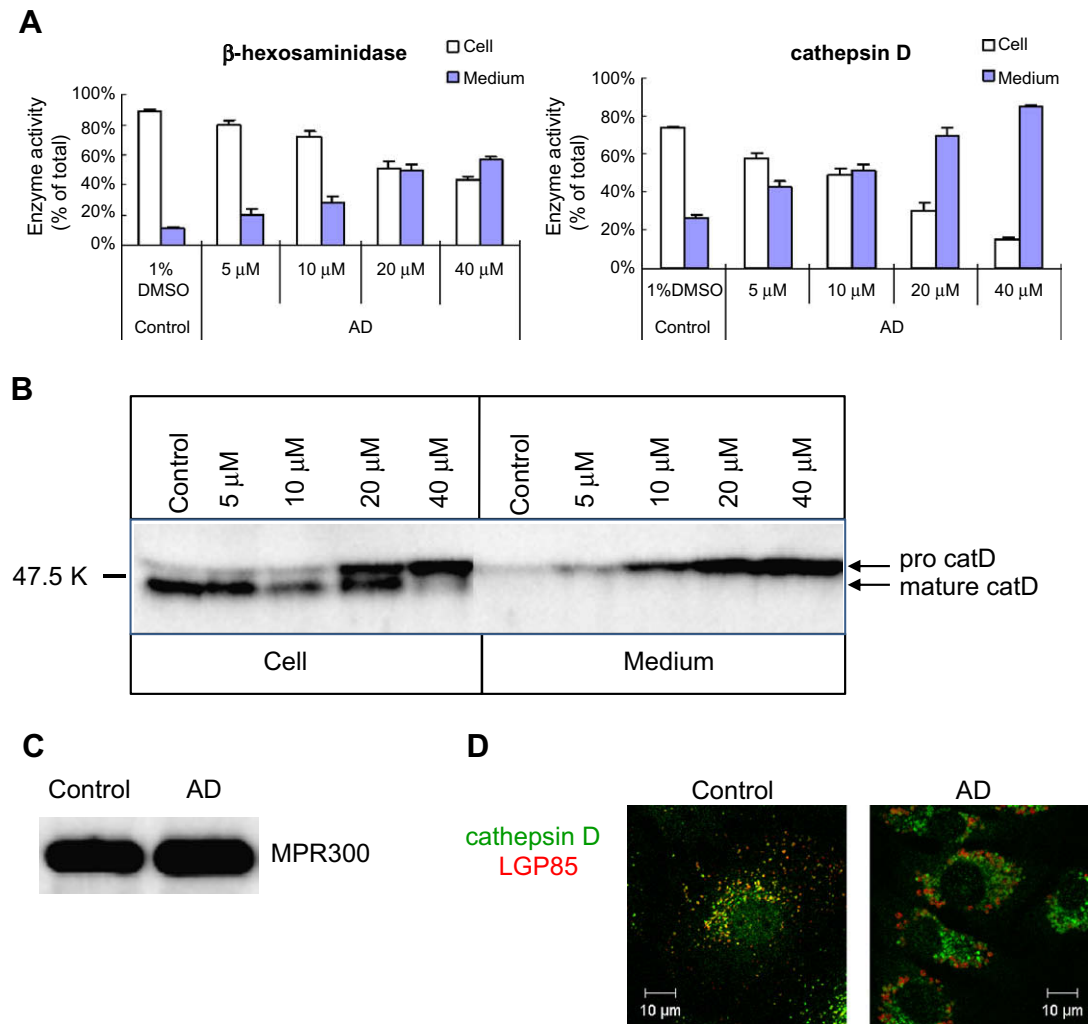 A
β-hexosaminidase
Cell
Medium
Enzyme activity
(% of total)
100%
80%
60%
40%
20%
0%
1%
DMSO
5 µM
10 µM
20 µM
40 µM
Control
AD
cathepsin D
Cell
Medium
Enzyme activity
(% of total)
100%
80%
60%
40%
20%
0%
1%DMSO
5 µM
10 µM
20 µM
40 µM
Control
AD
B
Control
5 µM
10 µM
20 µM
40 µM
Control
5 µM
10 µM
20 µM
40 µM
47.5 K
pro catD
mature catD
Cell
Medium
C
Control
AD
MPR300
D
Control
AD
cathepsin D
LGP85
10 µm
10 µm